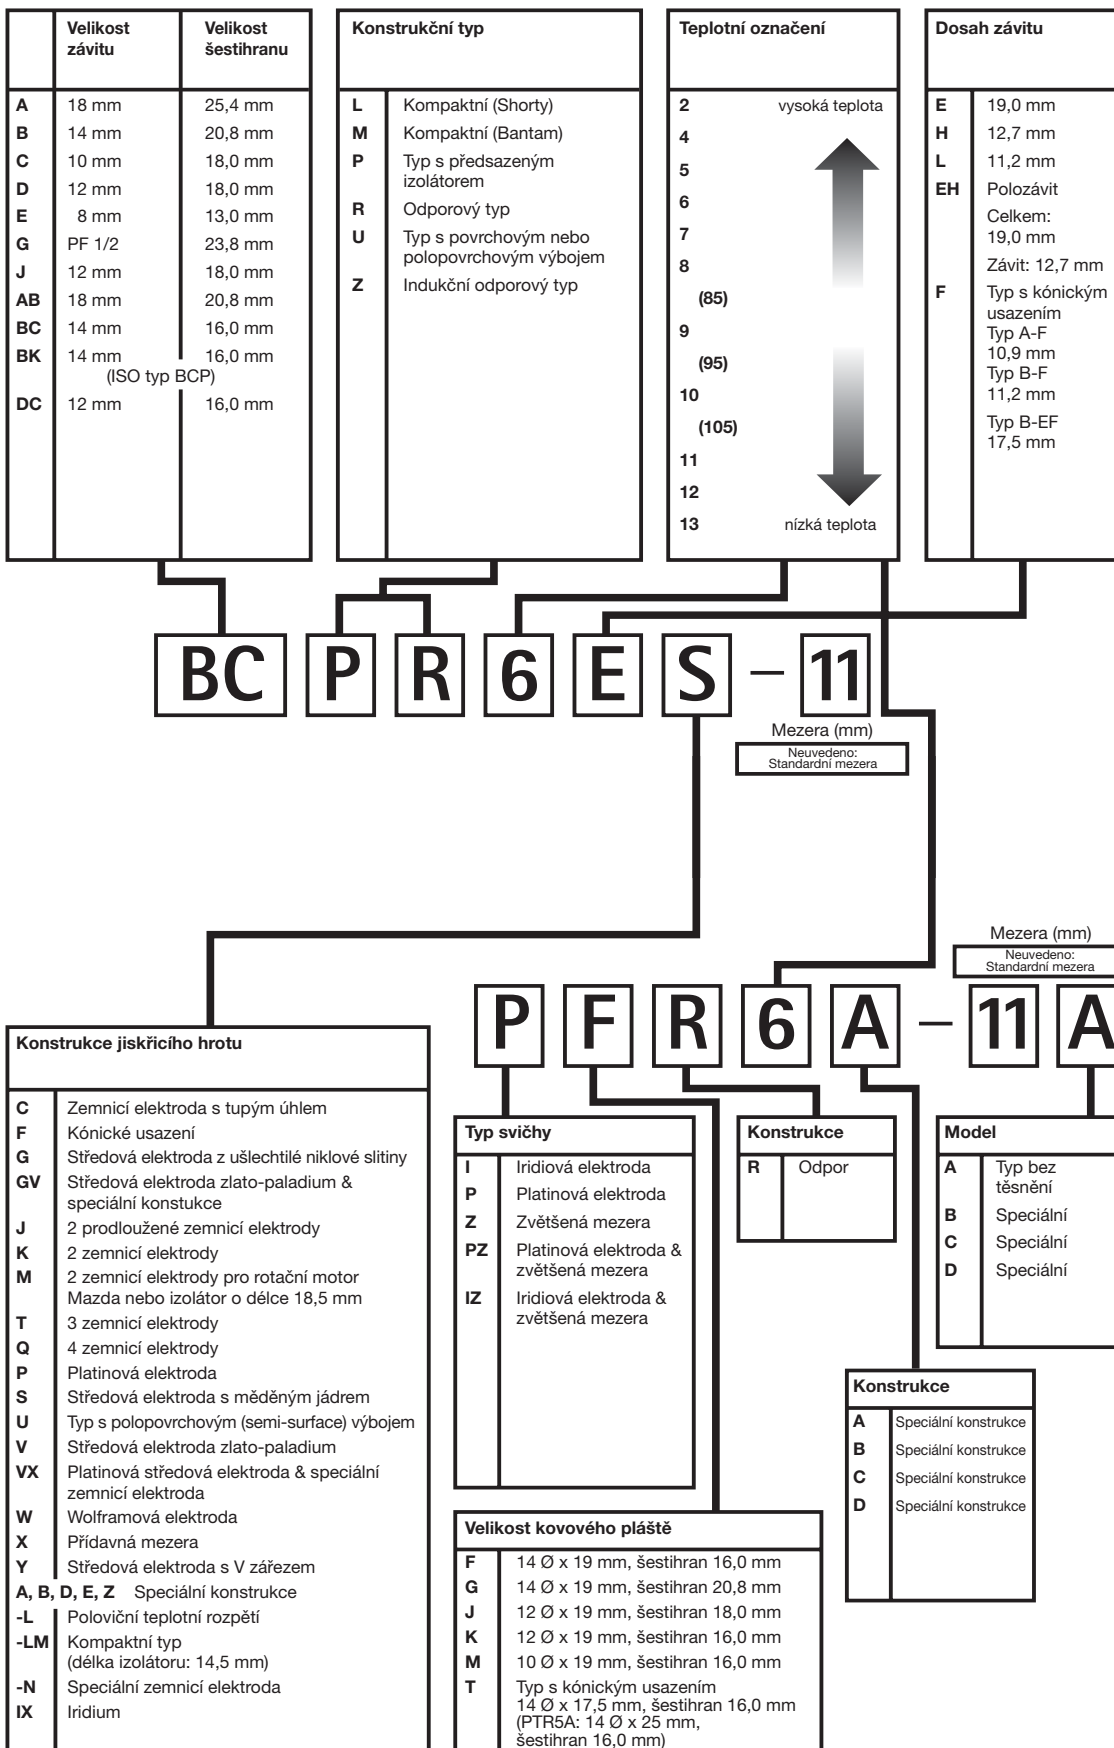 Velikost závitu
Velikost šestihranu
A 18 mm 25,4 mm
B 14 mm 20,8 mm
C 10 mm 18,0 mm
D 12 mm 18,0 mm
E 8 mm 13,0 mm
G PF 1/2 23,8 mm
J 12 mm 18,0 mm
AB 18 mm 20,8 mm
BC 14 mm 16,0 mm
BK 14 mm 16,0 mm
(ISO typ BCP)
DC 12 mm 16,0 mm
Konstrukční typ
L Kompaktní (Shorty)
M Kompaktní (Bantam)
P Typ s předsazeným
izolátorem
R Odporový typ
U Typ s povrchovým nebo
polopovrchovým výbojem
Z Indukční odporový typ
Teplotní označení
2 vysoká teplota
4
5
6
7
8
(85)
9
(95)
10
(105)
11
12
13 nízká teplota
Dosah závitu
E 19,0 mm
H 12,7 mm
L 11,2 mm
EH Polozávit
Celkem:
19,0 mm
Závit: 12,7 mm
F Typ s kónickým
usazením
Typ A-F
10,9 mm
Typ B-F
11,2 mm
Typ B-EF
17,5 mm
BC P R 6 E S – 11
Mezera (mm)
Neuvedeno:
Standardní mezera
Mezera (mm)
Neuvedeno:
Standardní mezera
P F R 6 A – 11 A
Konstrukce jiskřicího hrotu
C Zemnicí elektroda s tupým úhlem
F Kónické usazení
G Středová elektroda z ušlechtilé niklové slitiny
GV Středová elektroda zlato-paladium &
speciální konstukce
J 2 prodloužené zemnicí elektrody
K 2 zemnicí elektrody
M 2 zemnicí elektrody pro rotační motor
Mazda nebo izolátor o délce 18,5 mm
T 3 zemnicí elektrody
Q 4 zemnicí elektrody
P Platinová elektroda
S Středová elektroda s měděným jádrem
U Typ s polopovrchovým (semi-surface) výbojem
V Středová elektroda zlato-paladium
VX Platinová středová elektroda & speciální
zemnicí elektroda
W Wolframová elektroda
X Přídavná mezera
Y Středová elektroda s V zářezem
A, B, D, E, Z Speciální konstrukce
-L Poloviční teplotní rozpětí
-LM Kompaktní typ
(délka izolátoru: 14,5 mm)
-N Speciální zemnicí elektroda
IX Iridium
Typ svíchy
I Iridiová elektroda
P Platinová elektroda
Z Zvětšená mezera
PZ Platinová elektroda &
zvětšená mezera
IZ Iridiová elektroda &
zvětšená mezera
Konstrukce
R Odpor
Model
A Typ bez
těsnění
B Speciální
C Speciální
D Speciální
Konstrukce
A Speciální konstrukce
B Speciální konstrukce
C Speciální konstrukce
D Speciální konstrukce
Velikost kovového pláště
F 14 Ø x 19 mm, šestihran 16,0 mm
G 14 Ø x 19 mm, šestihran 20,8 mm
J 12 Ø x 19 mm, šestihran 18,0 mm
K 12 Ø x 19 mm, šestihran 16,0 mm
M 10 Ø x 19 mm, šestihran 16,0 mm
T Typ s kónickým usazením
14 Ø x 17,5 mm, šestihran 16,0 mm
(PTR5A: 14 Ø x 25 mm,
šestihran 16,0 mm)